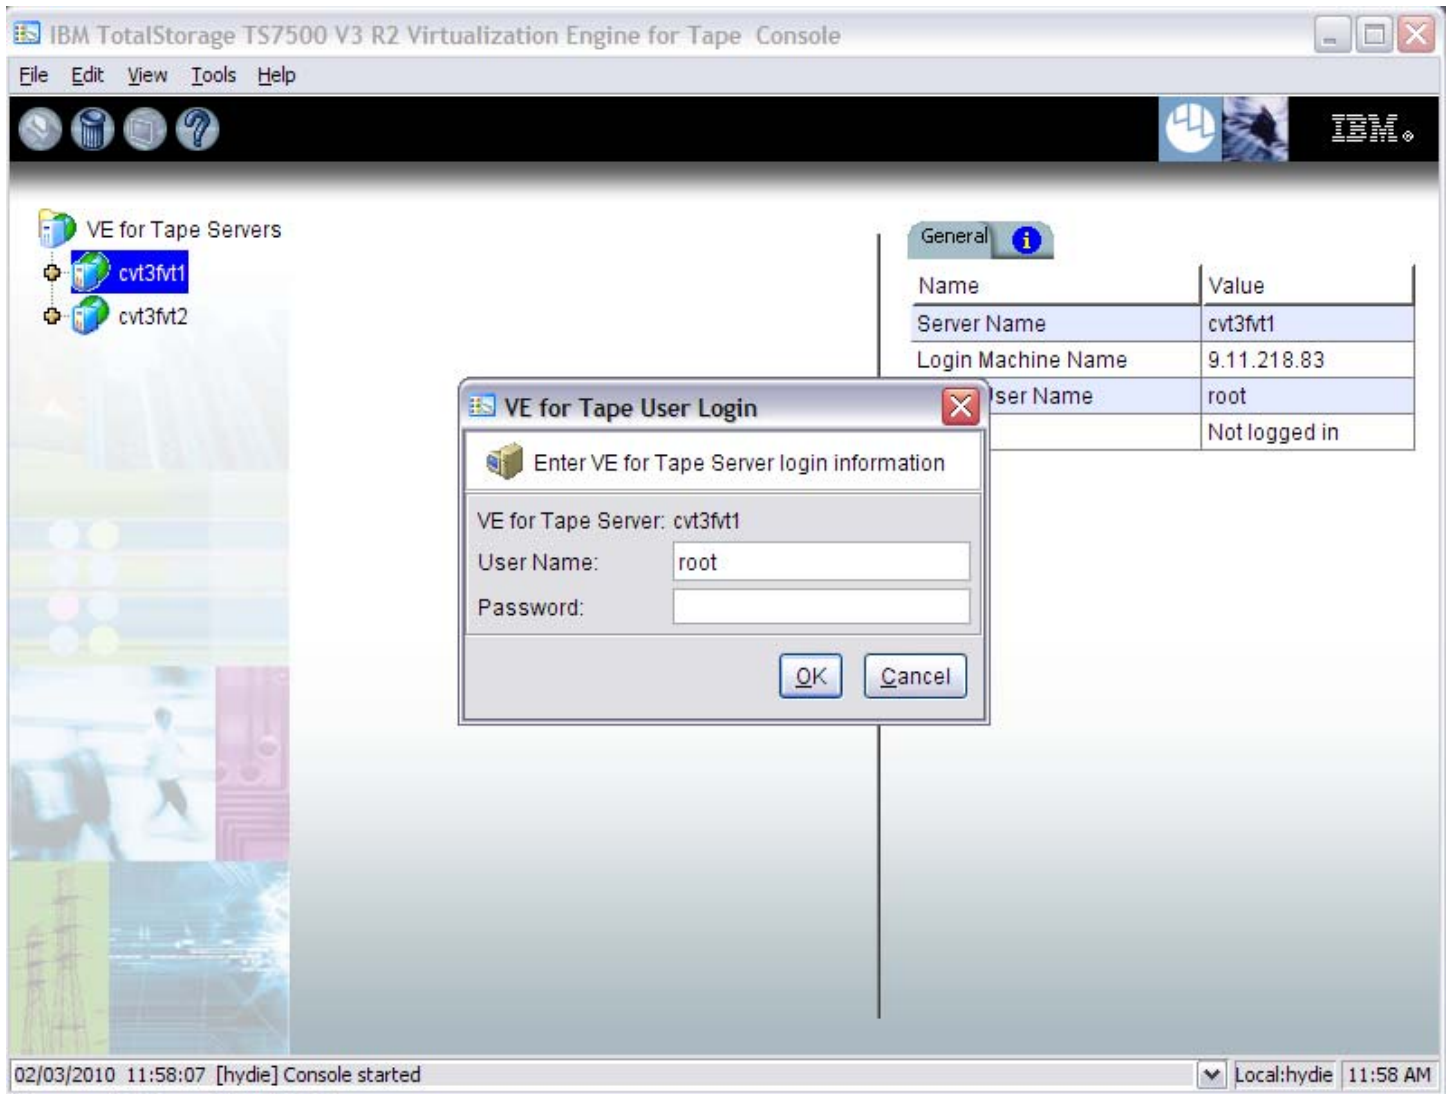 IBM TotalStorage TS7500 V3 R2 Virtualization Engine for Tape Console
File Edit View Tools Help
IBM
VE for Tape Servers
cvt3fvt1
cvt3fvt2
General
Name Value
Server Name cvt3fvt1
Login Machine Name 9.11.218.83
ser Name root
Not logged in
VE for Tape User Login
Enter VE for Tape Server login information
VE for Tape Server: cvt3fvt1
User Name: root
Password:
OK Cancel
02/03/2010 11:58:07 [hydie] Console started
Local:hydie 11:58 AM